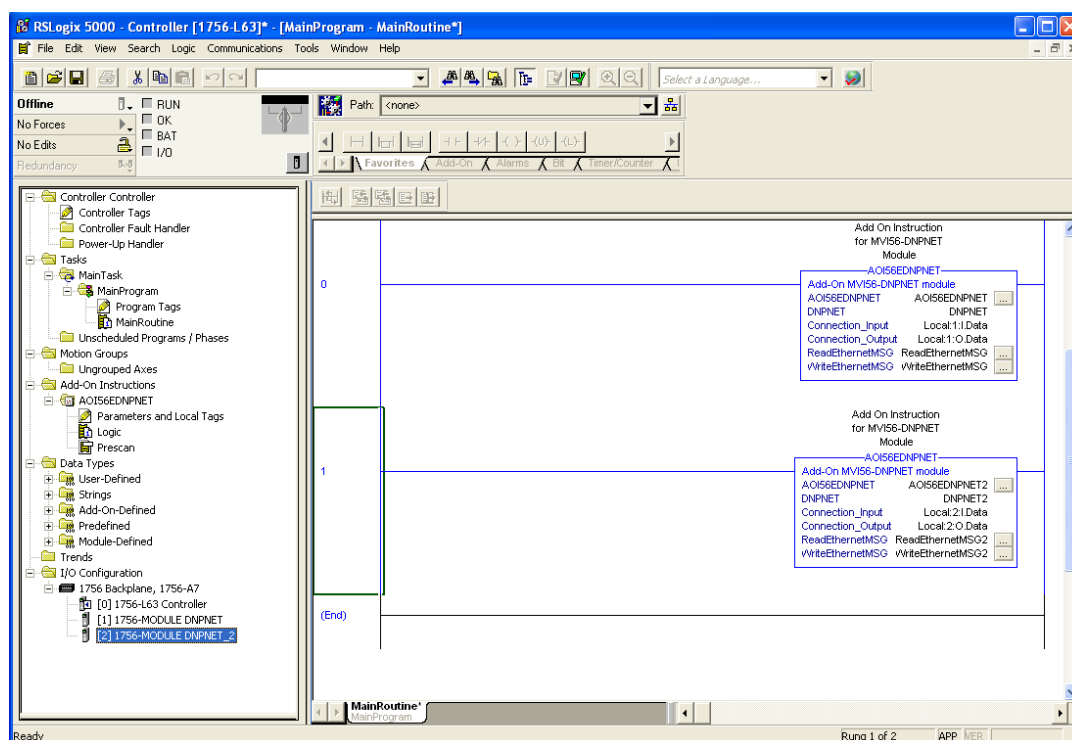 RSLogix 5000 - Controller [1756-L63]* - [MainProgram - MainRoutine*]
File Edit View Search Logic Communications Tools Window Help
Select a Language...
Offline
RUN
No Forces
OK
No Edits
BAT
Redundancy
I/O
Path: <none>
Favorites Add-On Alarms Bit Timer/Counter
Controller Controller
Controller Tags
Controller Fault Handler
Power-Up Handler
Tasks
MainTask
MainProgram
Program Tags
MainRoutine
Unscheduled Programs / Phases
Motion Groups
Ungrouped Axes
Add-On Instructions
AOI56EDNPNET
Parameters and Local Tags
Logic
Prescan
Data Types
User-Defined
Strings
Add-On-Defined
Predefined
Module-Defined
Trends
I/O Configuration
1756 Backplane, 1756-A7
[0] 1756-L63 Controller
[1] 1756-MODULE DNPNET
[2] 1756-MODULE DNPNET_2
0
Add On Instruction
for MVI56-DNPNET
Module
AOI56EDNPNET
Add-On MVI56-DNPNET module
AOI56EDNPNET AOI56EDNPNET ...
DNPNET DNPNET
Connection_Input Local:1:I.Data
Connection_Output Local:1:O.Data
ReadEthernetMSG ReadEthernetMSG ...
WriteEthernetMSG WriteEthernetMSG ...
1
Add On Instruction
for MVI56-DNPNET
Module
AOI56EDNPNET
Add-On MVI56-DNPNET module
AOI56EDNPNET AOI56EDNPNET2 ...
DNPNET DNPNET2
Connection_Input Local:2:I.Data
Connection_Output Local:2:O.Data
ReadEthernetMSG ReadEthernetMSG2 ...
WriteEthernetMSG WriteEthernetMSG2 ...
(End)
MainRoutine*
MainProgram
Ready
Rung 1 of 2 APP VER